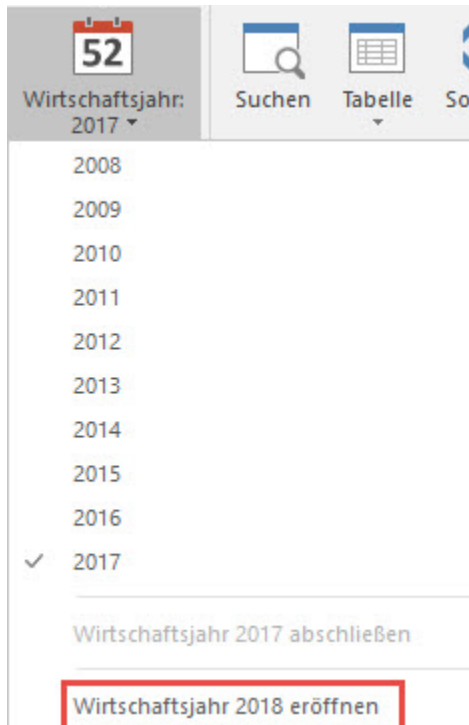 52
Wirtschaftsjahr:
2017
Suchen
Tabelle
So
2008
2009
2010
2011
2012
2013
2014
2015
2016
2017
Wirtschaftsjahr 2017 abschließen
Wirtschaftsjahr 2018 eröffnen